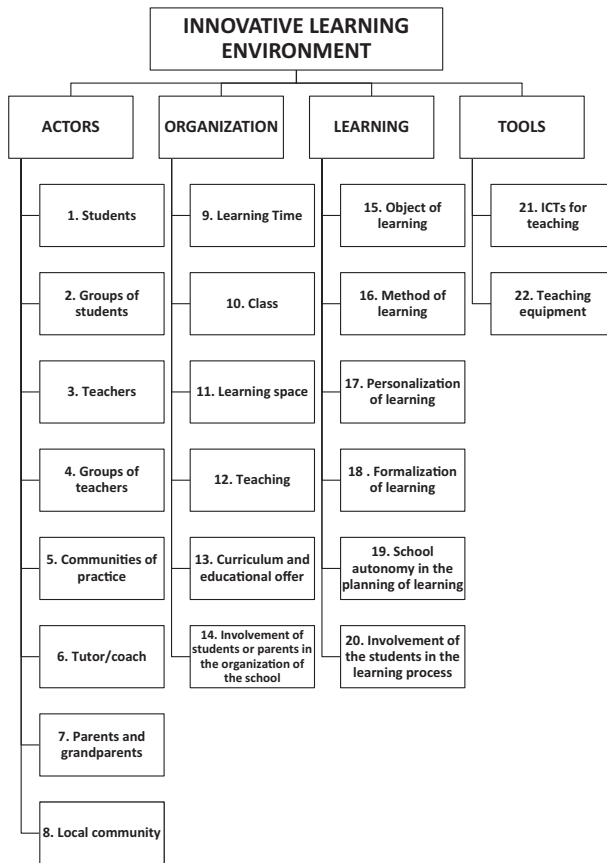 INNOVATIVE LEARNING
ENVIRONMENT
ACTORS
ORGANIZATION
LEARNING
TOOLS
1. Students
2. Groups of
students
3. Teachers
4. Groups of
teachers
5. Communities of
practice
6. Tutor/coach
7. Parents and
grandparents
8. Local community
9. Learning Time
10. Class
11. Learning space
12. Teaching
13. Curriculum and
educational offer
14. Involvement of
students or parents in
the organization of
the school
15. Object of
learning
16. Method of
learning
17. Personalization
of learning
18 . Formalization
of learning
19. School
autonomy in the
planning of learning
20. Involvement of
the students in the
learning process
21. ICTs for
teaching
22. Teaching
equipment